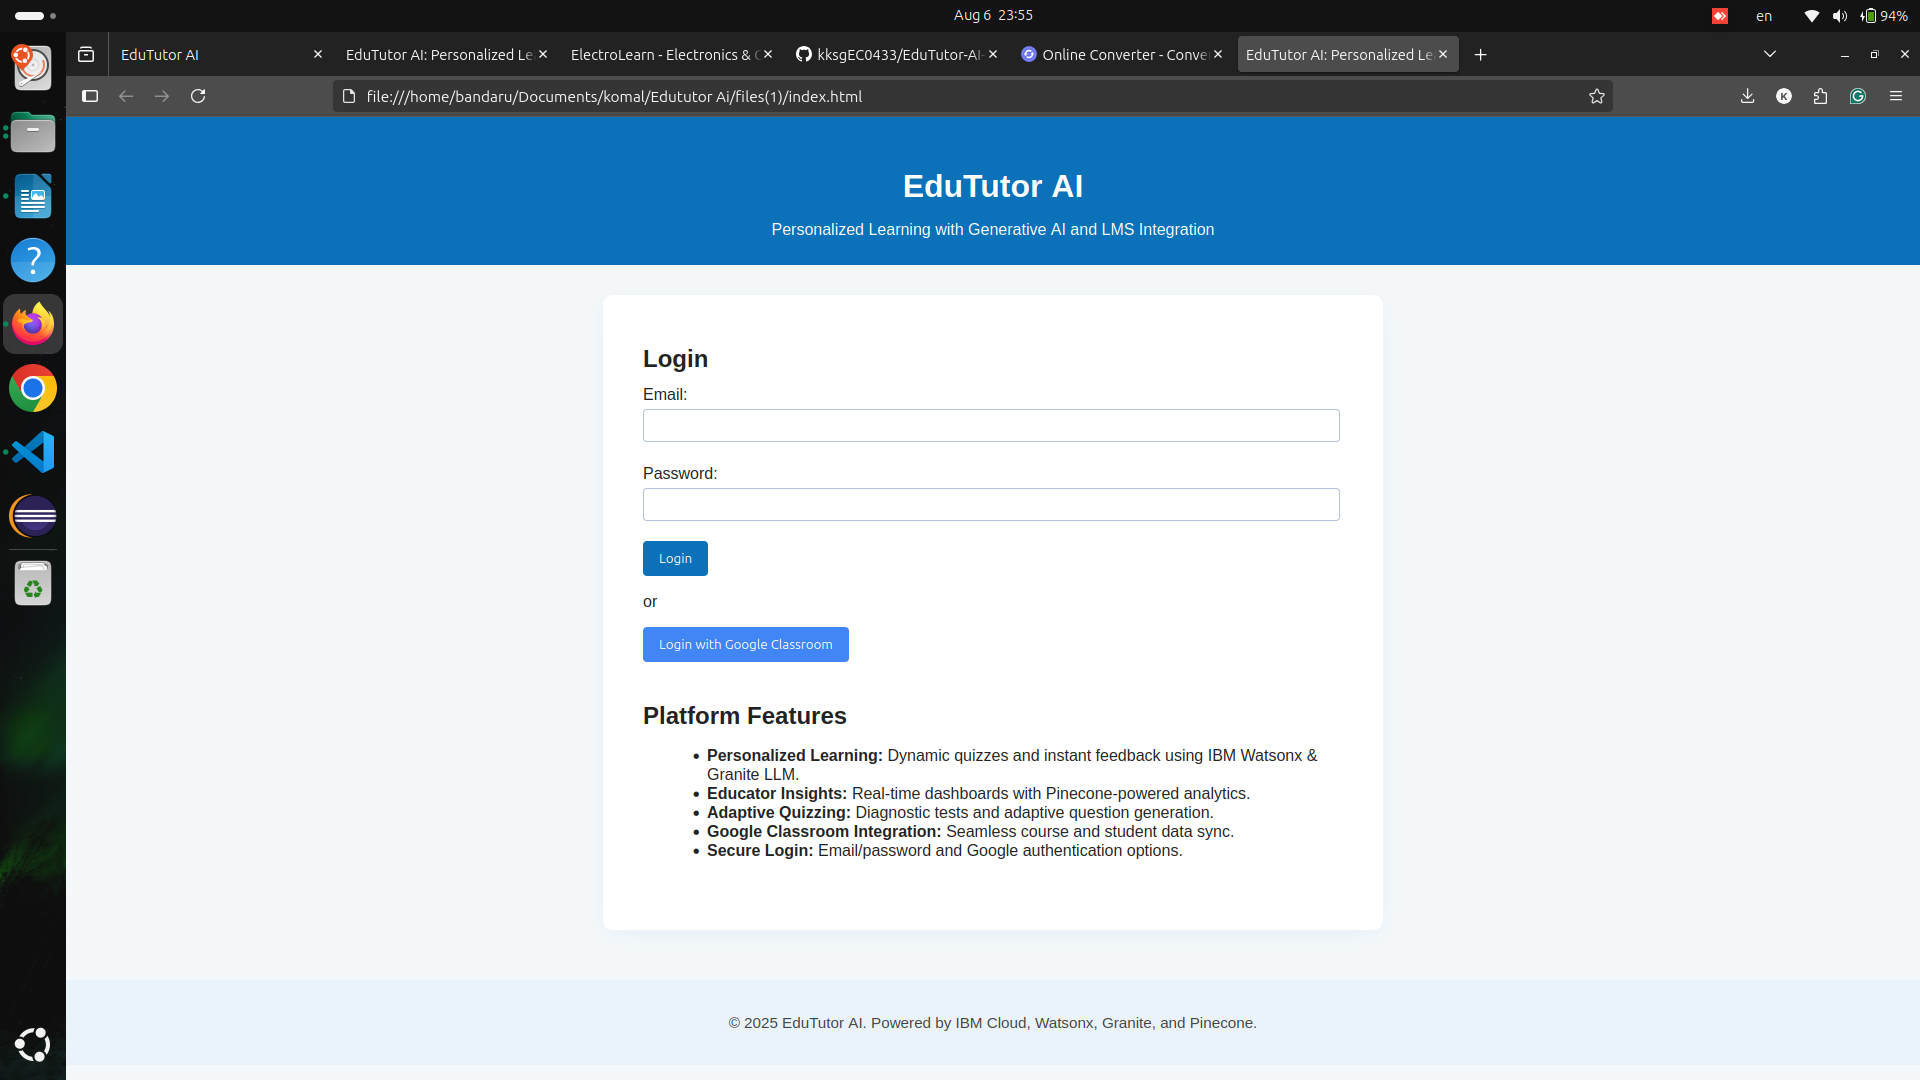 Aug 6 23:55
en
94%
EduTutor AI
EduTutor AI: Personalized Le
ElectroLearn - Electronics & C
kksgEC0433/EduTutor-AI-
Online Converter - Conve
EduTutor AI: Personalized Le
file:///home/bandaru/Documents/komal/Edututor Ai/files(1)/index.html
K
EduTutor AI
Personalized Learning with Generative AI and LMS Integration
Login
Email:
Password:
Login
or
Login with Google Classroom
Platform Features
• Personalized Learning: Dynamic quizzes and instant feedback using IBM Watsonx &
Granite LLM.
• Educator Insights: Real-time dashboards with Pinecone-powered analytics.
• Adaptive Quizzing: Diagnostic tests and adaptive question generation.
• Google Classroom Integration: Seamless course and student data sync.
• Secure Login: Email/password and Google authentication options.
© 2025 EduTutor AI. Powered by IBM Cloud, Watsonx, Granite, and Pinecone.